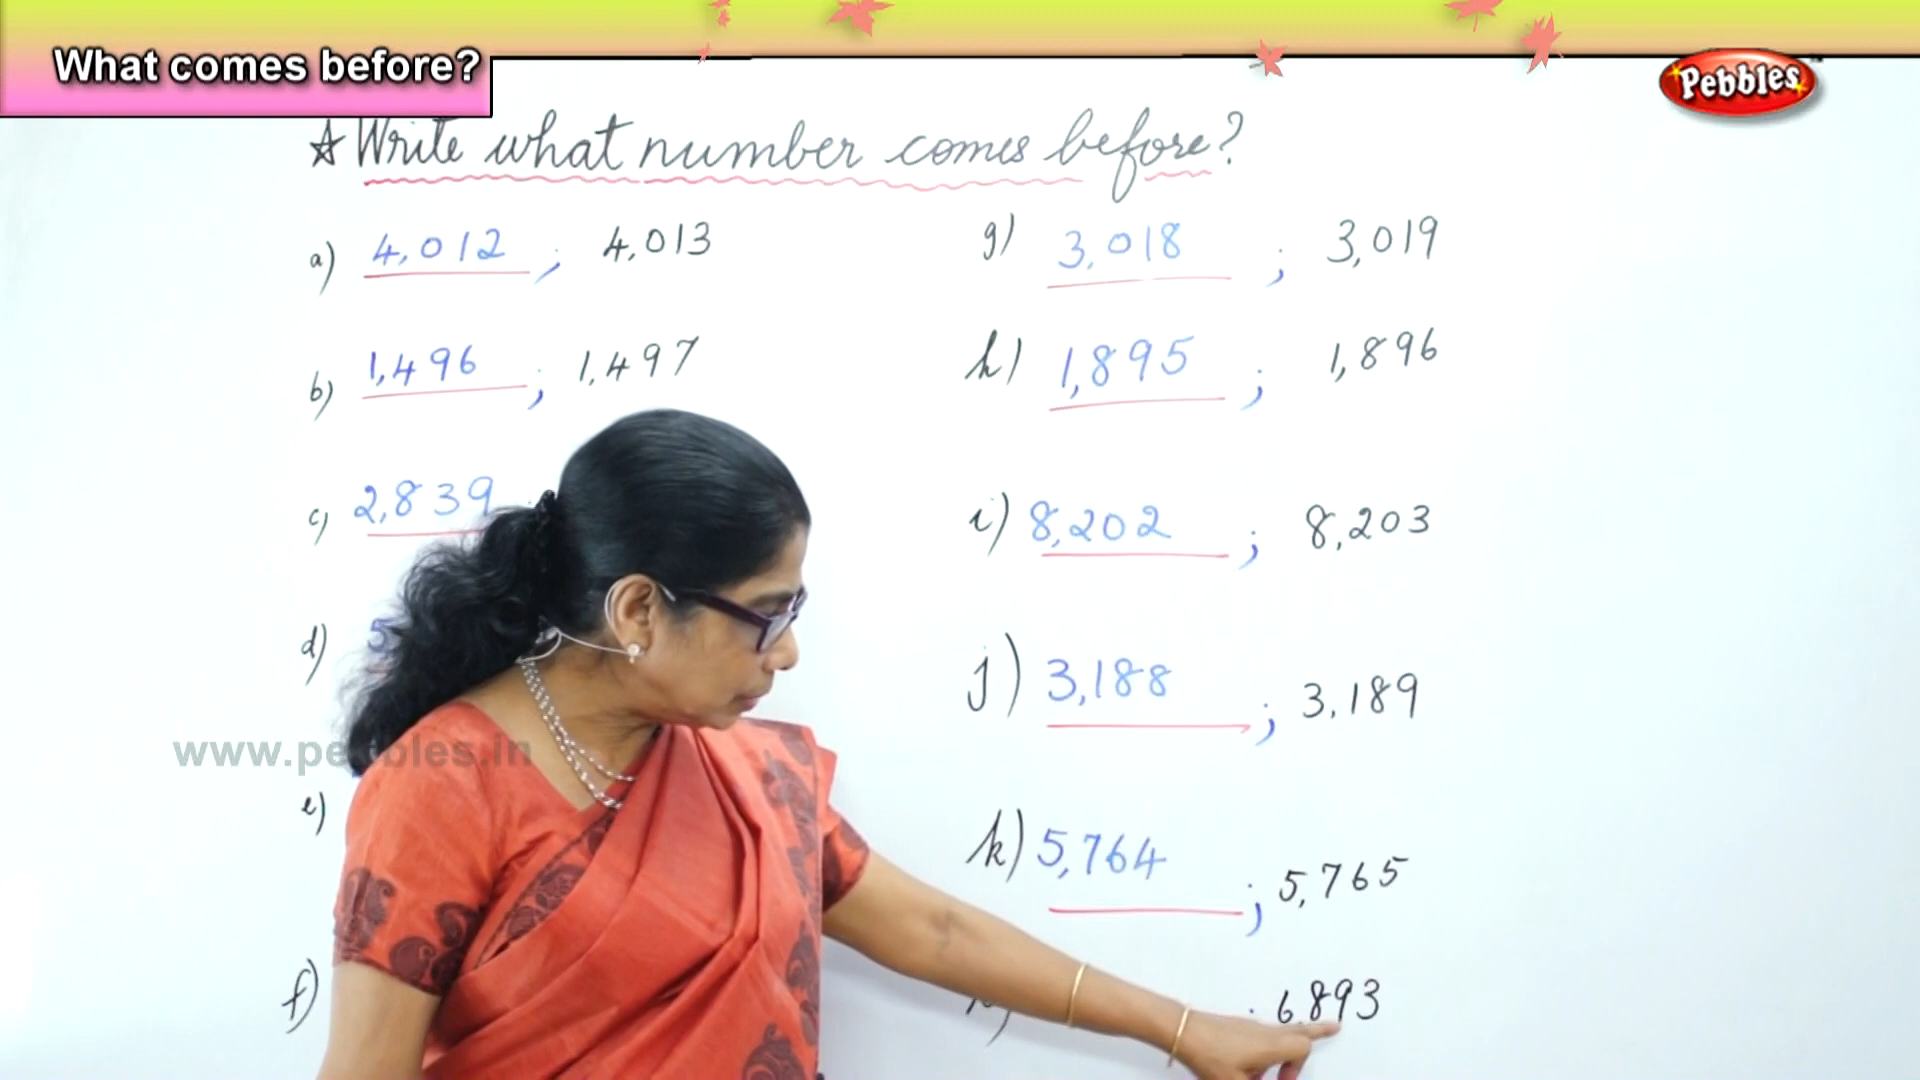 What comes before?
Pebbles
☆ Write what number comes before?
a) 4,012 ; 4,013
b) 1,496 ; 1,497
c) 2,839
d) 5
e)
f)
g) 3,018 ; 3,019
h) 1,895 ; 1,896
i) 8,202 ; 8,203
j) 3,188 ; 3,189
k) 5,764 ; 5,765
; 6,893
www.pebbles.in